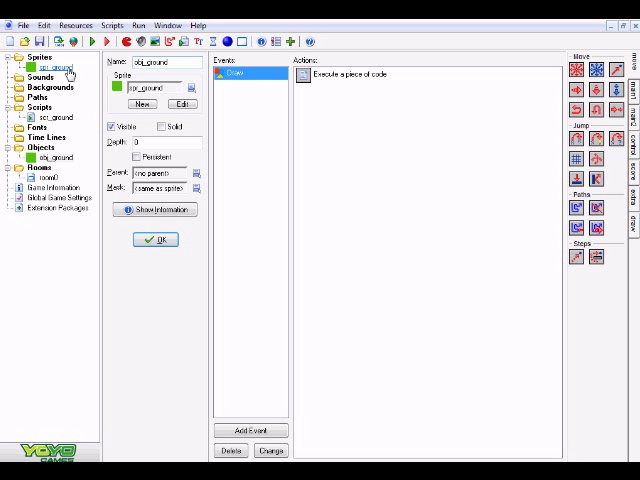 File Edit Resources Scripts Run Window Help
Sprites
spr_ground
Sounds
Backgrounds
Paths
Scripts
scr_ground
Fonts
Time Lines
Objects
obj_ground
Rooms
room0
Game Information
Global Game Settings
Extension Packages
YOYO
GAMES
Name: obj_ground
Sprite
spr_ground
New Edit
Visible Solid
Depth: 0
Persistent
Parent: <no parent>
Mask: <same as sprite>
Show Information
OK
Events:
Draw
Add Event
Delete Change
Actions:
Execute a piece of code
Move
Jump
Paths
Steps
move
main1
main2
control
score
extra
draw